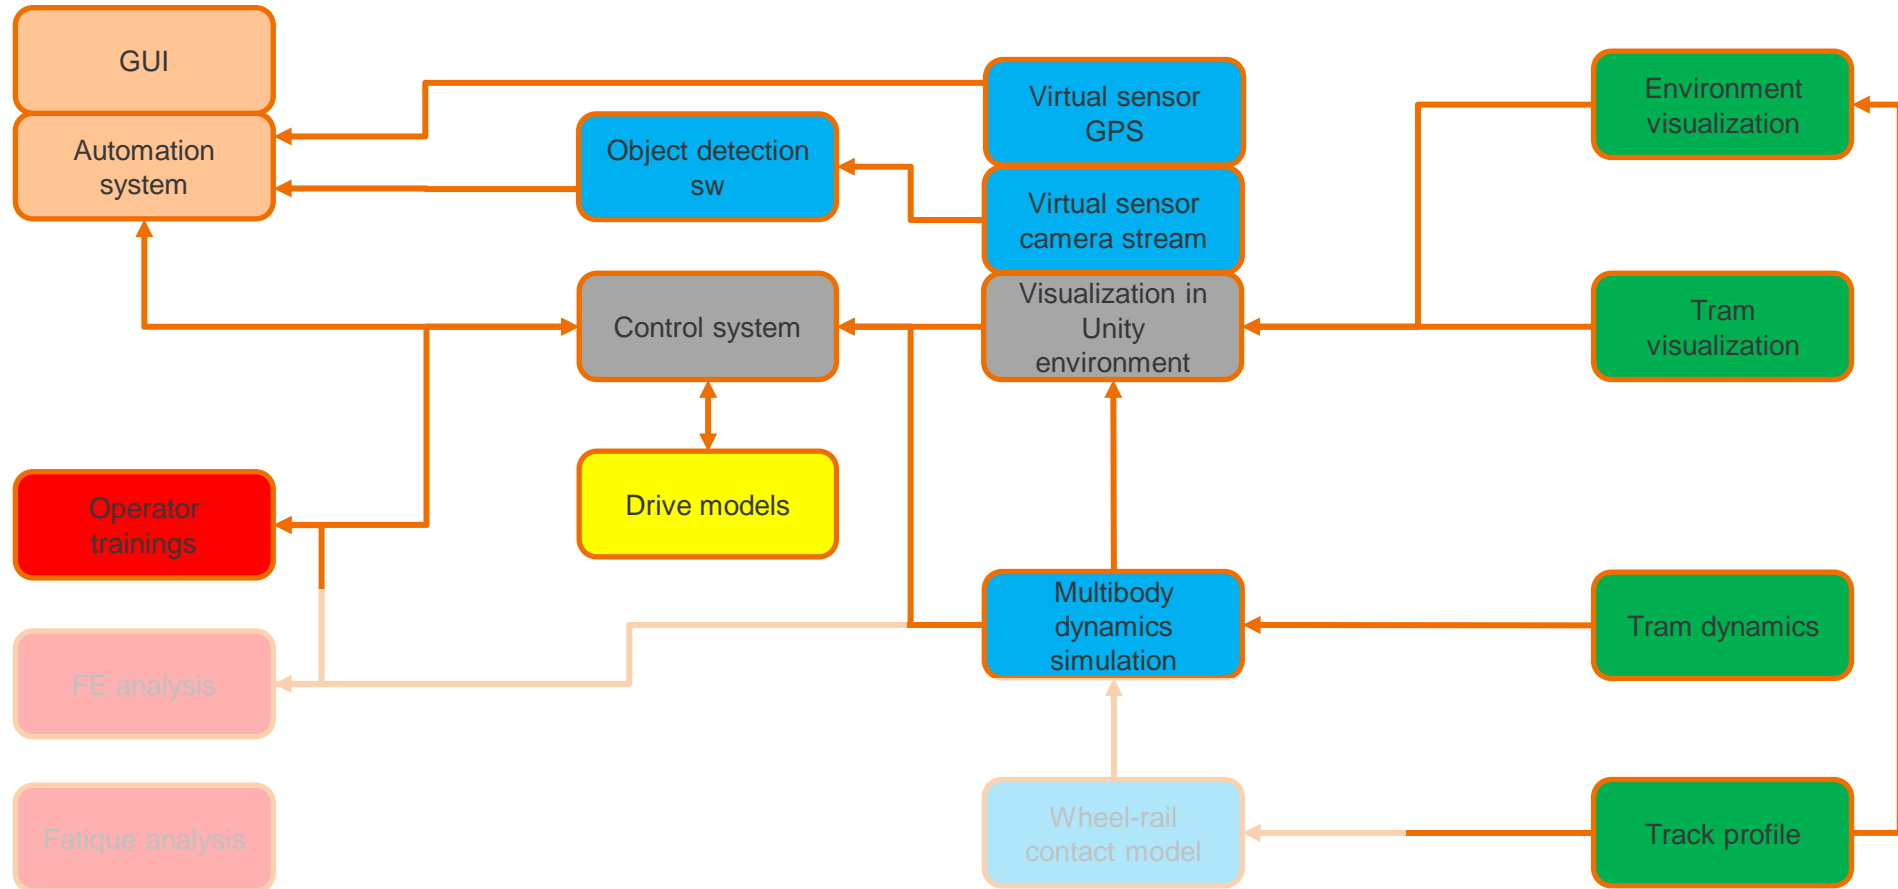 GUI
Automation
system
Object detection
sw
Virtual sensor
GPS
Virtual sensor
camera stream
Visualization in
Unity
environment
Environment
visualization
Tram
visualization
Control system
Drive models
Operator
trainings
Multibody
dynamics
simulation
Tram dynamics
FE analysis
Fatique analysis
Wheel-rail
contact model
Track profile